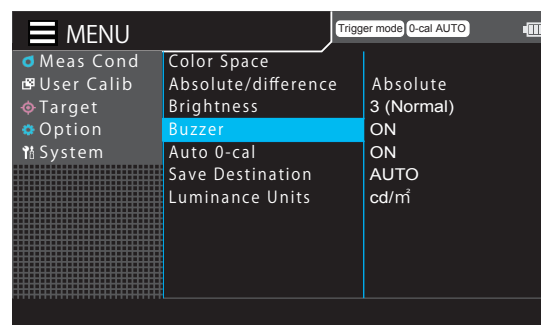 MENU
Trigger mode 0-cal AUTO
Meas Cond
User Calib
Target
Option
System
Color Space
Absolute/difference Absolute
Brightness 3 (Normal)
Buzzer ON
Auto 0-cal ON
Save Destination AUTO
Luminance Units cd/㎡